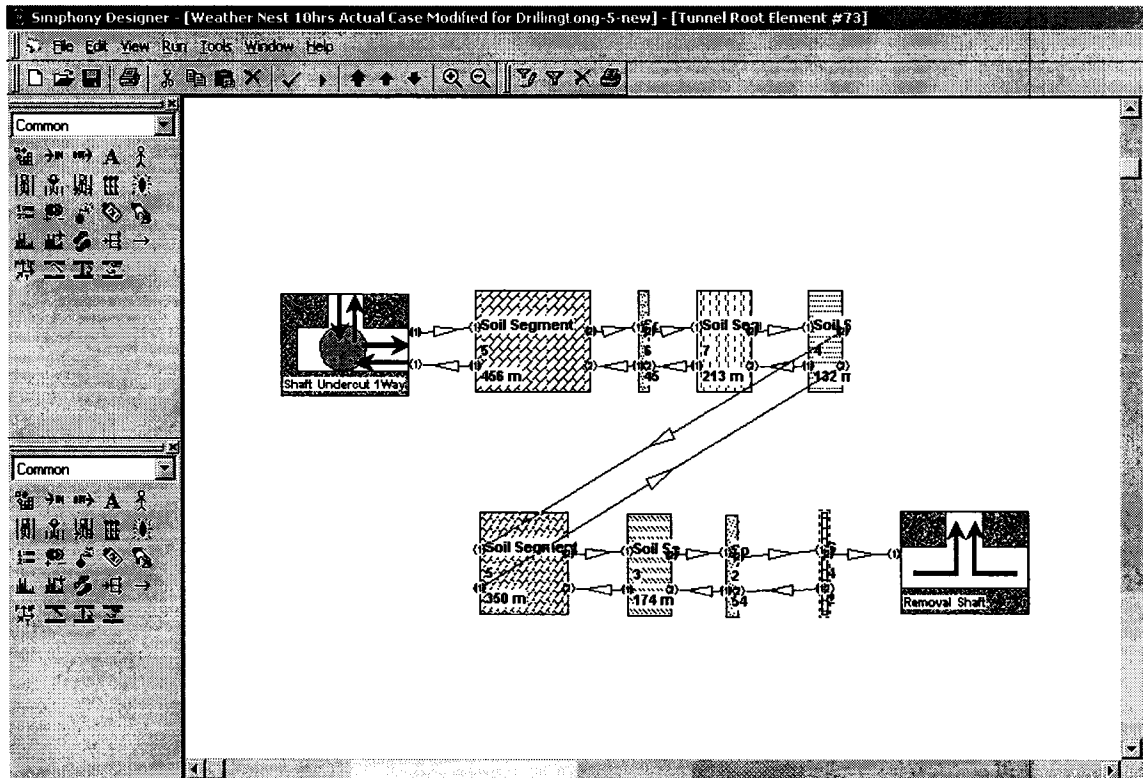 Simphony Designer - [Weather Nest 10hrs Actual Case Modified for DrillingLong-5-new] - [Tunnel Root Element #73]
File Edit View Run Tools Window Help
Common
Common
Shaft Undercut 1Way
Soil Segment
5
456 m
6
45
Soil Seg
7
213 m
Soil S
4
132 m
Soil Segment
5
350 m
Soil Se
3
174 m
2
54
Removal Shaft